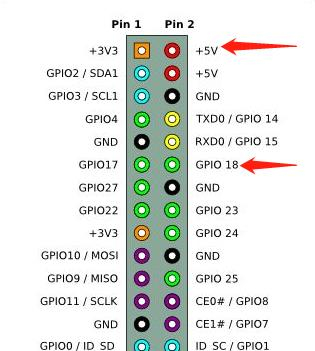 Pin 1 Pin 2
+3V3 +5V
GPIO2 / SDA1 +5V
GPIO3 / SCL1 GND
GPIO4 TXD0 / GPIO 14
GND RXD0 / GPIO 15
GPIO17 GPIO 18
GPIO27 GND
GPIO22 GPIO 23
+3V3 GPIO 24
GPIO10 / MOSI GND
GPIO9 / MISO GPIO 25
GPIO11 / SCLK CE0# / GPIO8
GND CE1# / GPIO7
GPIO0 / ID SD ID SC / GPIO1